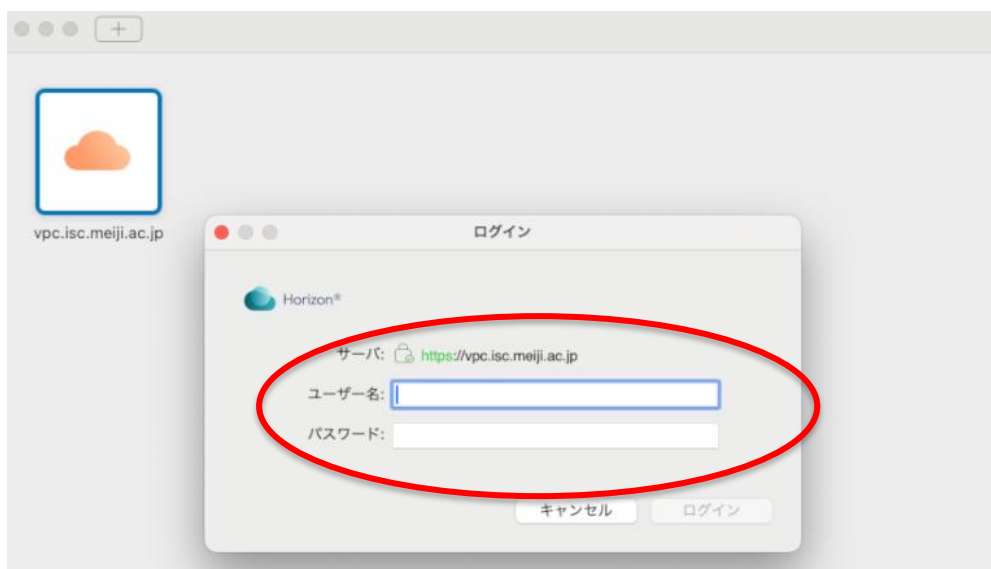 vpc.isc.meiji.ac.jp
ログイン
Horizon®
サーバ: https://vpc.isc.meiji.ac.jp
ユーザー名:
パスワード:
キャンセル ログイン